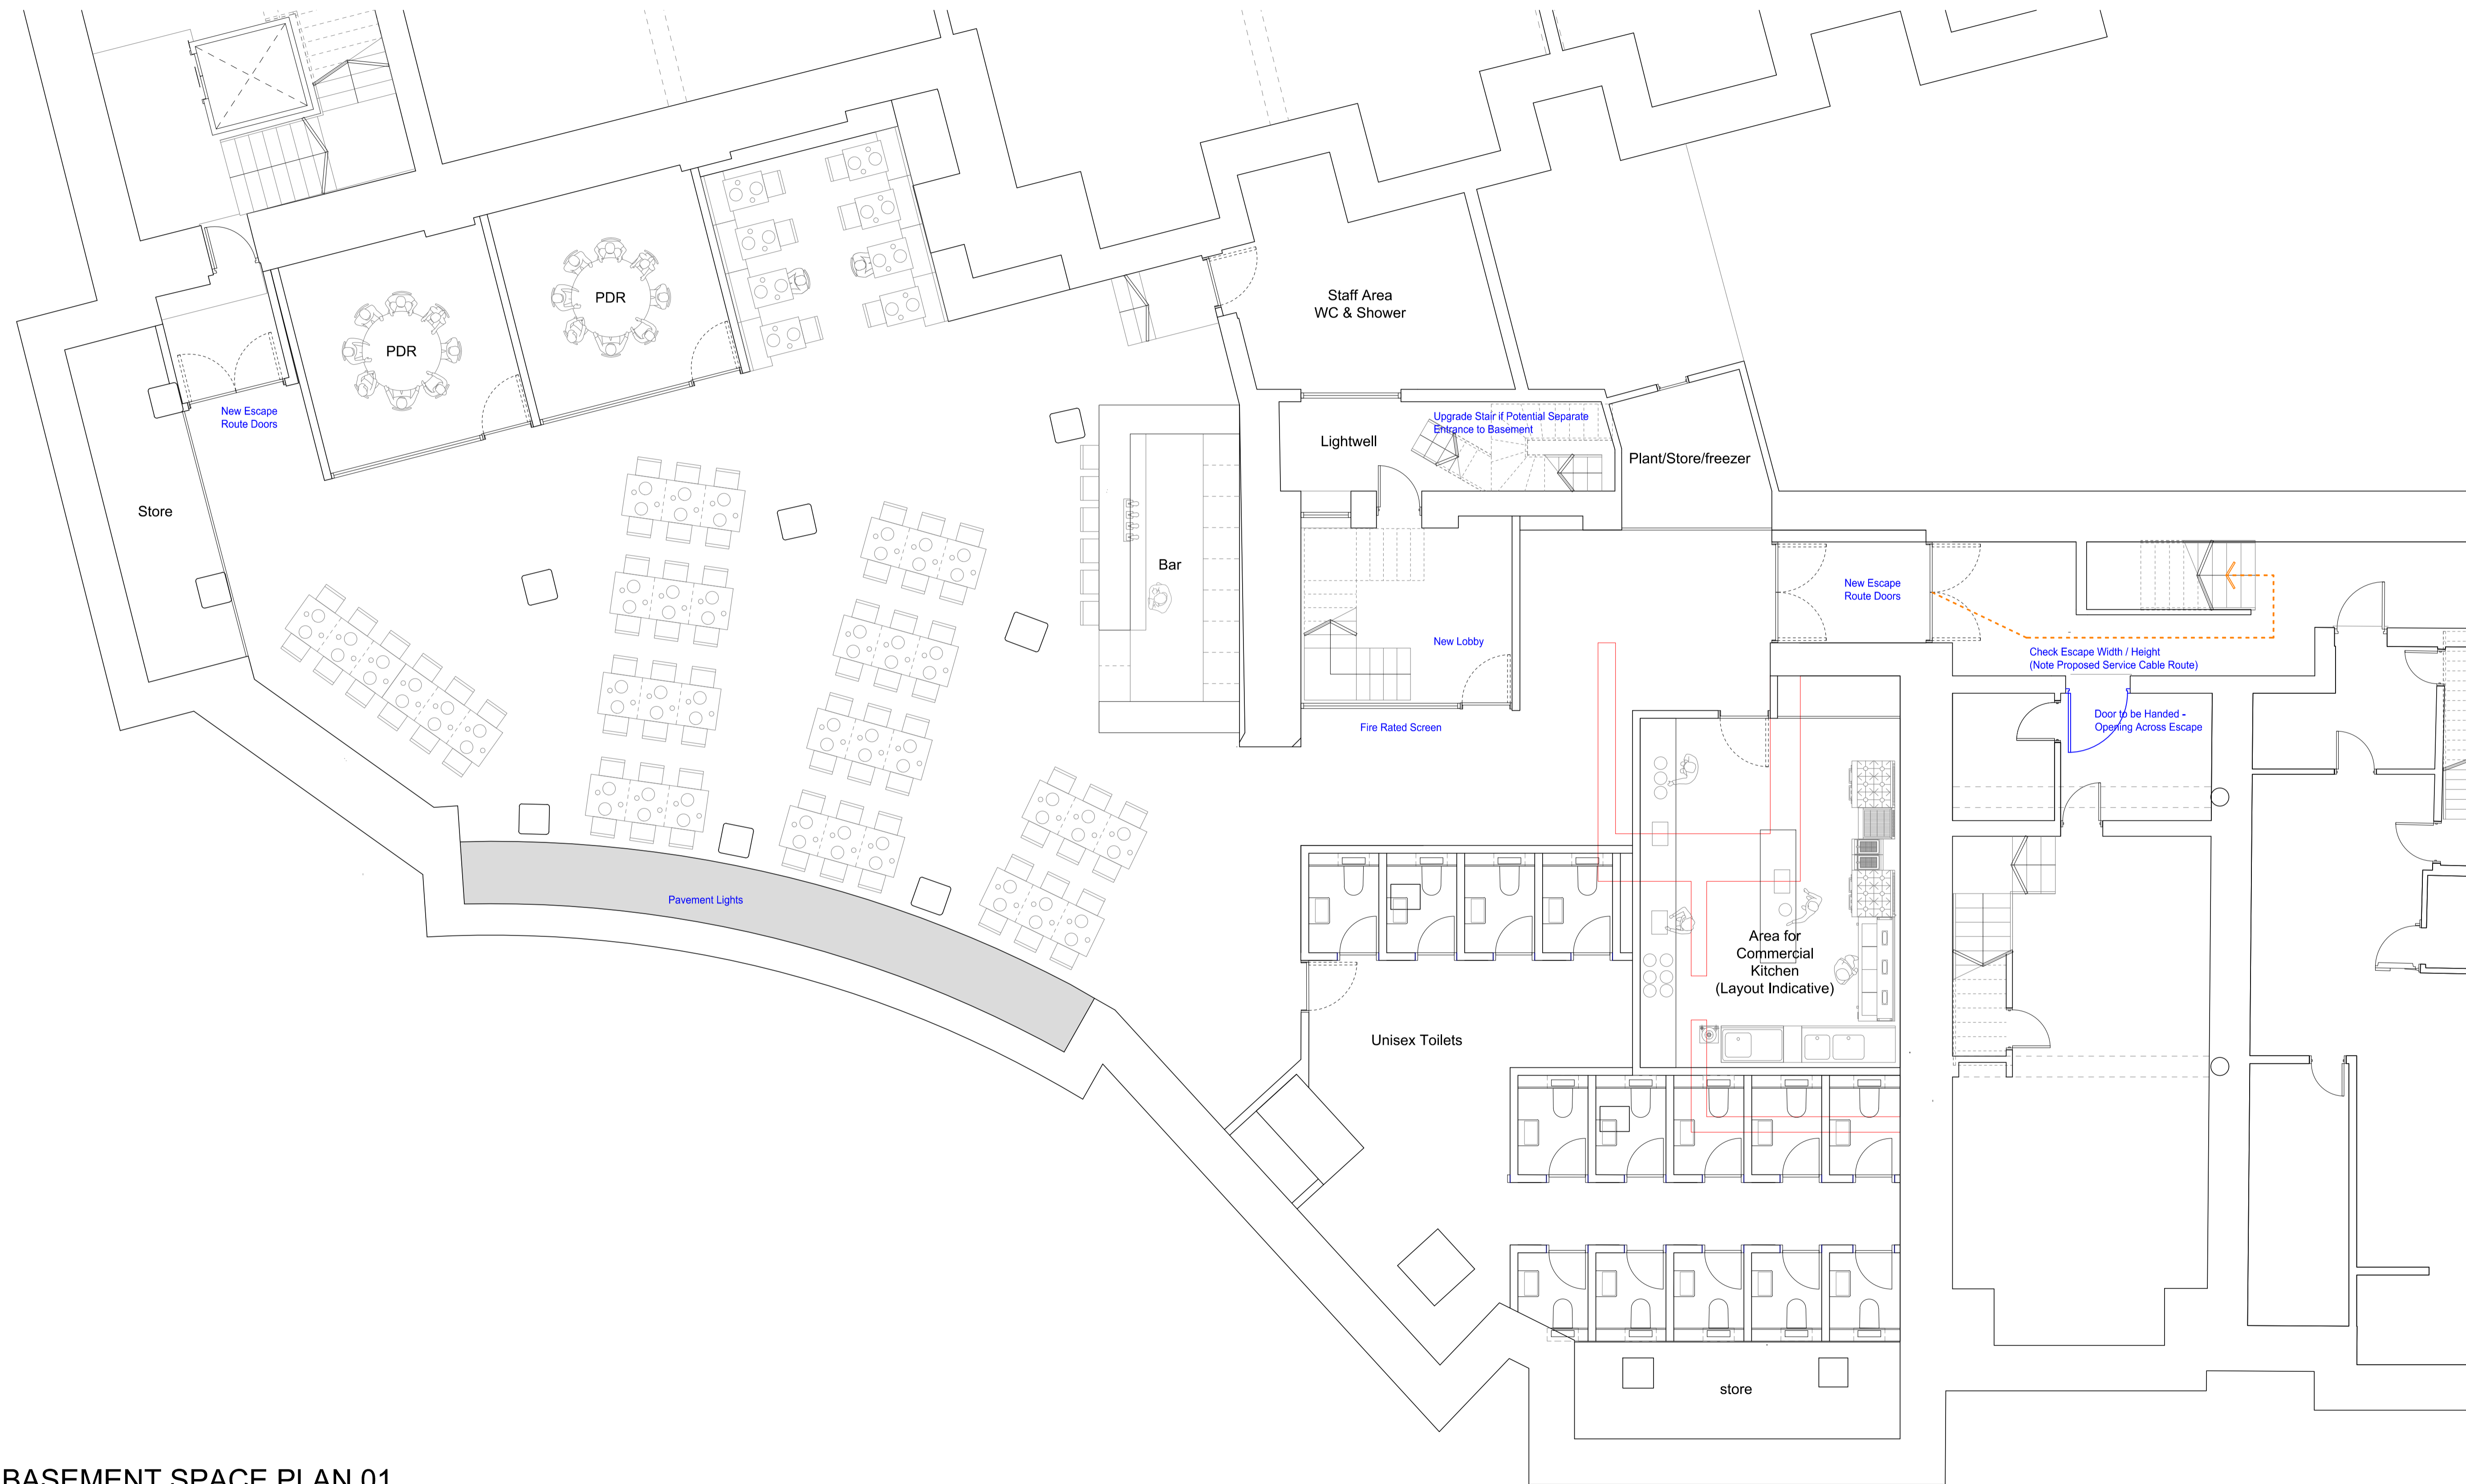 PDR
PDR
Staff Area
WC & Shower
New Escape
Route Doors
Store
Lightwell
Upgrade Stair if Potential Separate
Entrance to Basement
Plant/Store/freezer
Bar
New Lobby
New Escape
Route Doors
Check Escape Width / Height
(Note Proposed Service Cable Route)
Door to be Handed -
Opening Across Escape
Fire Rated Screen
Pavement Lights
Area for
Commercial
Kitchen
(Layout Indicative)
Unisex Toilets
store
BASEMENT SPACE PLAN 01